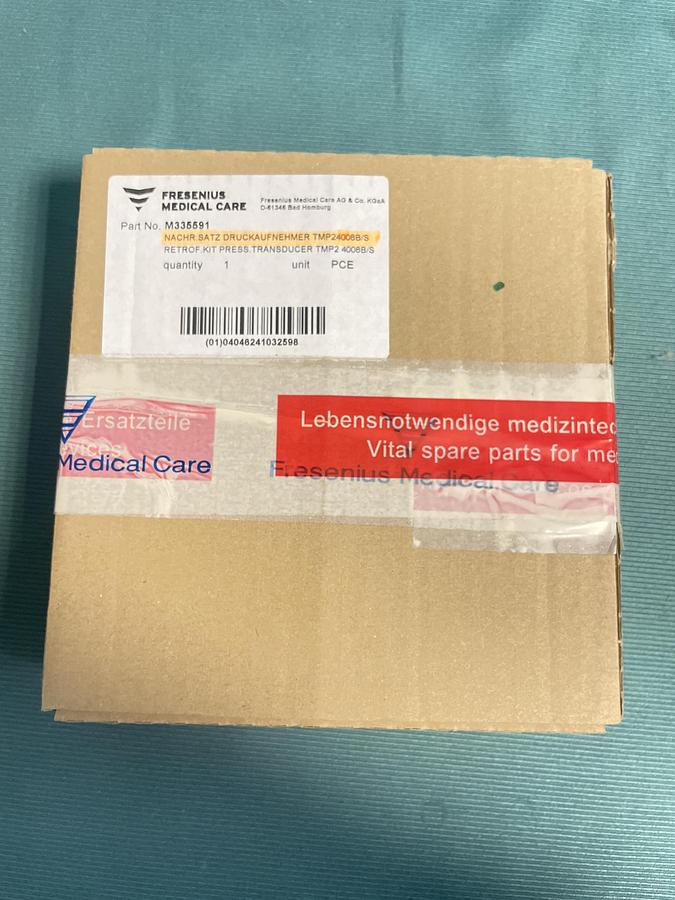 FRESENIUS
MEDICAL CARE
Fresenius Medical Care AG & Co. KGaA
D-61346 Bad Homburg
Part No. M335591
NACHR.SATZ DRUCKAUFNEHMER TMP24008B/S
RETROF.KIT PRESS.TRANSDUCER TMP2 4008B/S
quantity 1 unit PCE
(01)04046241032598
Ersatzteile
Medical Care
Lebensnotwendige medizintec
Vital spare parts for me
Fresenius Medical Care